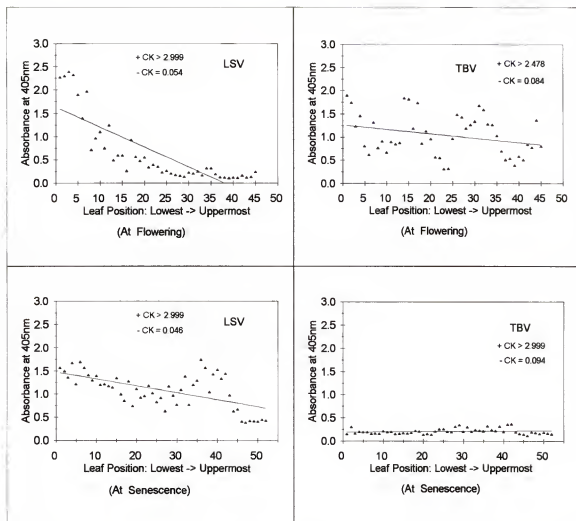 3.0
2.5
2.0
1.5
1.0
0.5
0.0
Absorbance at 405nm
+ CK > 2.999
- CK = 0.054
LSV
0 5 10 15 20 25 30 35 40 45 50
Leaf Position: Lowest -> Uppermost
(At Flowering)
3.0
2.5
2.0
1.5
1.0
0.5
0.0
Absorbance at 405nm
+ CK > 2.478
- CK = 0.084
TBV
0 5 10 15 20 25 30 35 40 45 50
Leaf Position: Lowest -> Uppermost
(At Flowering)
3.0
2.5
2.0
1.5
1.0
0.5
0.0
Absorbance at 405nm
+ CK > 2.999
- CK = 0.046
LSV
0 10 20 30 40 50
Leaf Position: Lowest -> Uppermost
(At Senescence)
3.0
2.5
2.0
1.5
1.0
0.5
0.0
Absorbance at 405nm
TBV
+ CK > 2.999
- CK = 0.094
0 10 20 30 40 50
Leaf Position: Lowest -> Uppermost
(At Senescence)